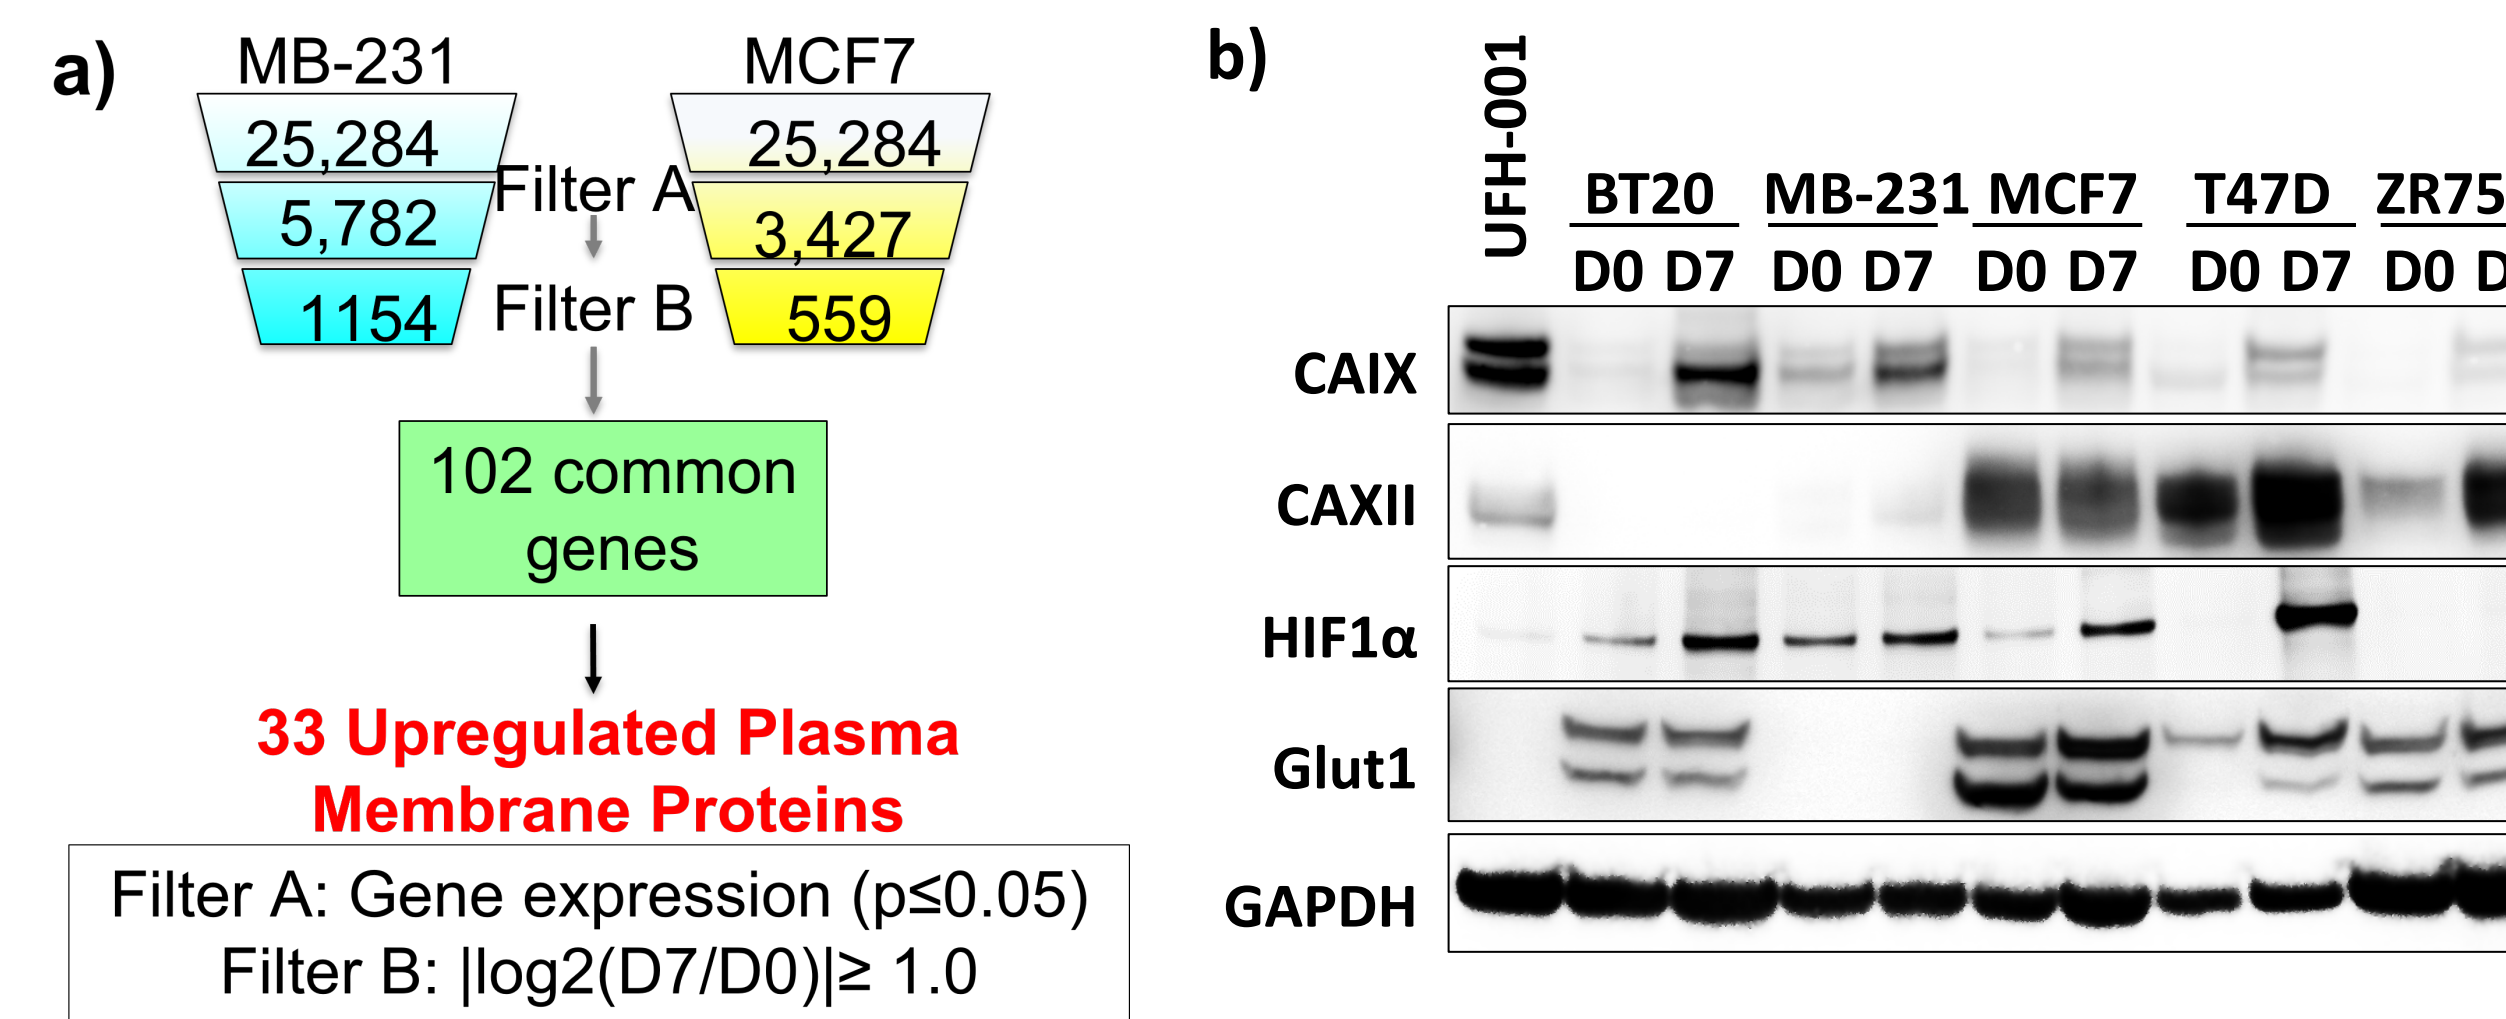 a)
MB-231
MCF7
25,284
25,284
Filter A
5,782
3,427
Filter B
1154
559
102 common
genes
33 Upregulated Plasma
Membrane Proteins
Filter A: Gene expression (p≤0.05)
Filter B: |log2(D7/D0)|≥ 1.0
b)
UFH-001
BT20 MB-231 MCF7 T47D ZR75
D0 D7 D0 D7 D0 D7 D0 D7 D0 D
CAIX
CAXII
HIF1α
Glut1
GAPDH